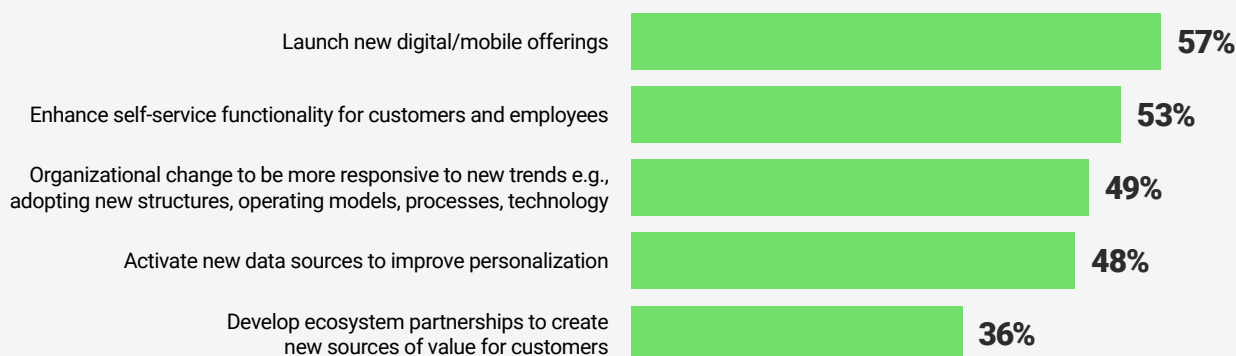 Launch new digital/mobile offerings
57%
Enhance self-service functionality for customers and employees
53%
Organizational change to be more responsive to new trends e.g.,
adopting new structures, operating models, processes, technology
49%
Activate new data sources to improve personalization
48%
Develop ecosystem partnerships to create
new sources of value for customers
36%